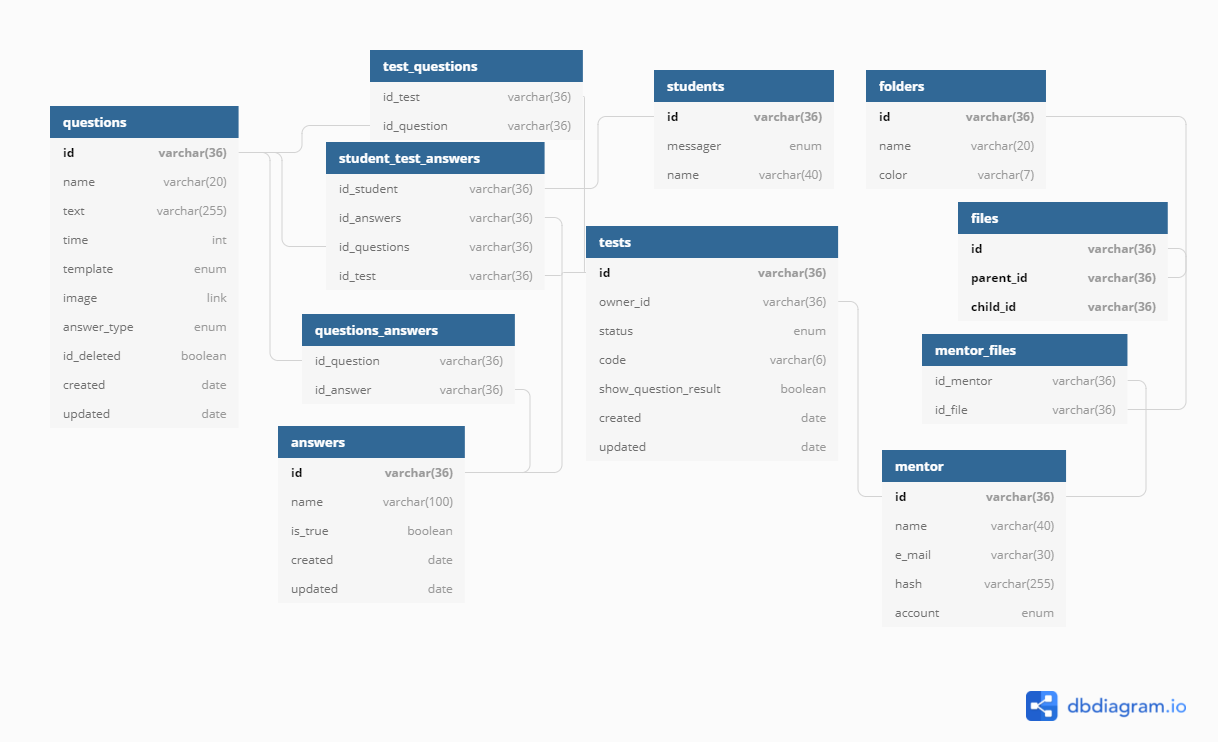 test_questions
id_test varchar(36)
id_question varchar(36)
students
id varchar(36)
messager enum
name varchar(40)
folders
id varchar(36)
name varchar(20)
color varchar(7)
questions
id varchar(36)
name varchar(20)
text varchar(255)
time int
template enum
image link
answer_type enum
id_deleted boolean
created date
updated date
student_test_answers
id_student varchar(36)
id_answers varchar(36)
id_questions varchar(36)
id_test varchar(36)
files
id varchar(36)
parent_id varchar(36)
child_id varchar(36)
tests
id varchar(36)
owner_id varchar(36)
status enum
code varchar(6)
show_question_result boolean
created date
updated date
questions_answers
id_question varchar(36)
id_answer varchar(36)
mentor_files
id_mentor varchar(36)
id_file varchar(36)
answers
id varchar(36)
name varchar(100)
is_true boolean
created date
updated date
mentor
id varchar(36)
name varchar(40)
e_mail varchar(30)
hash varchar(255)
account enum
dbdiagram.io